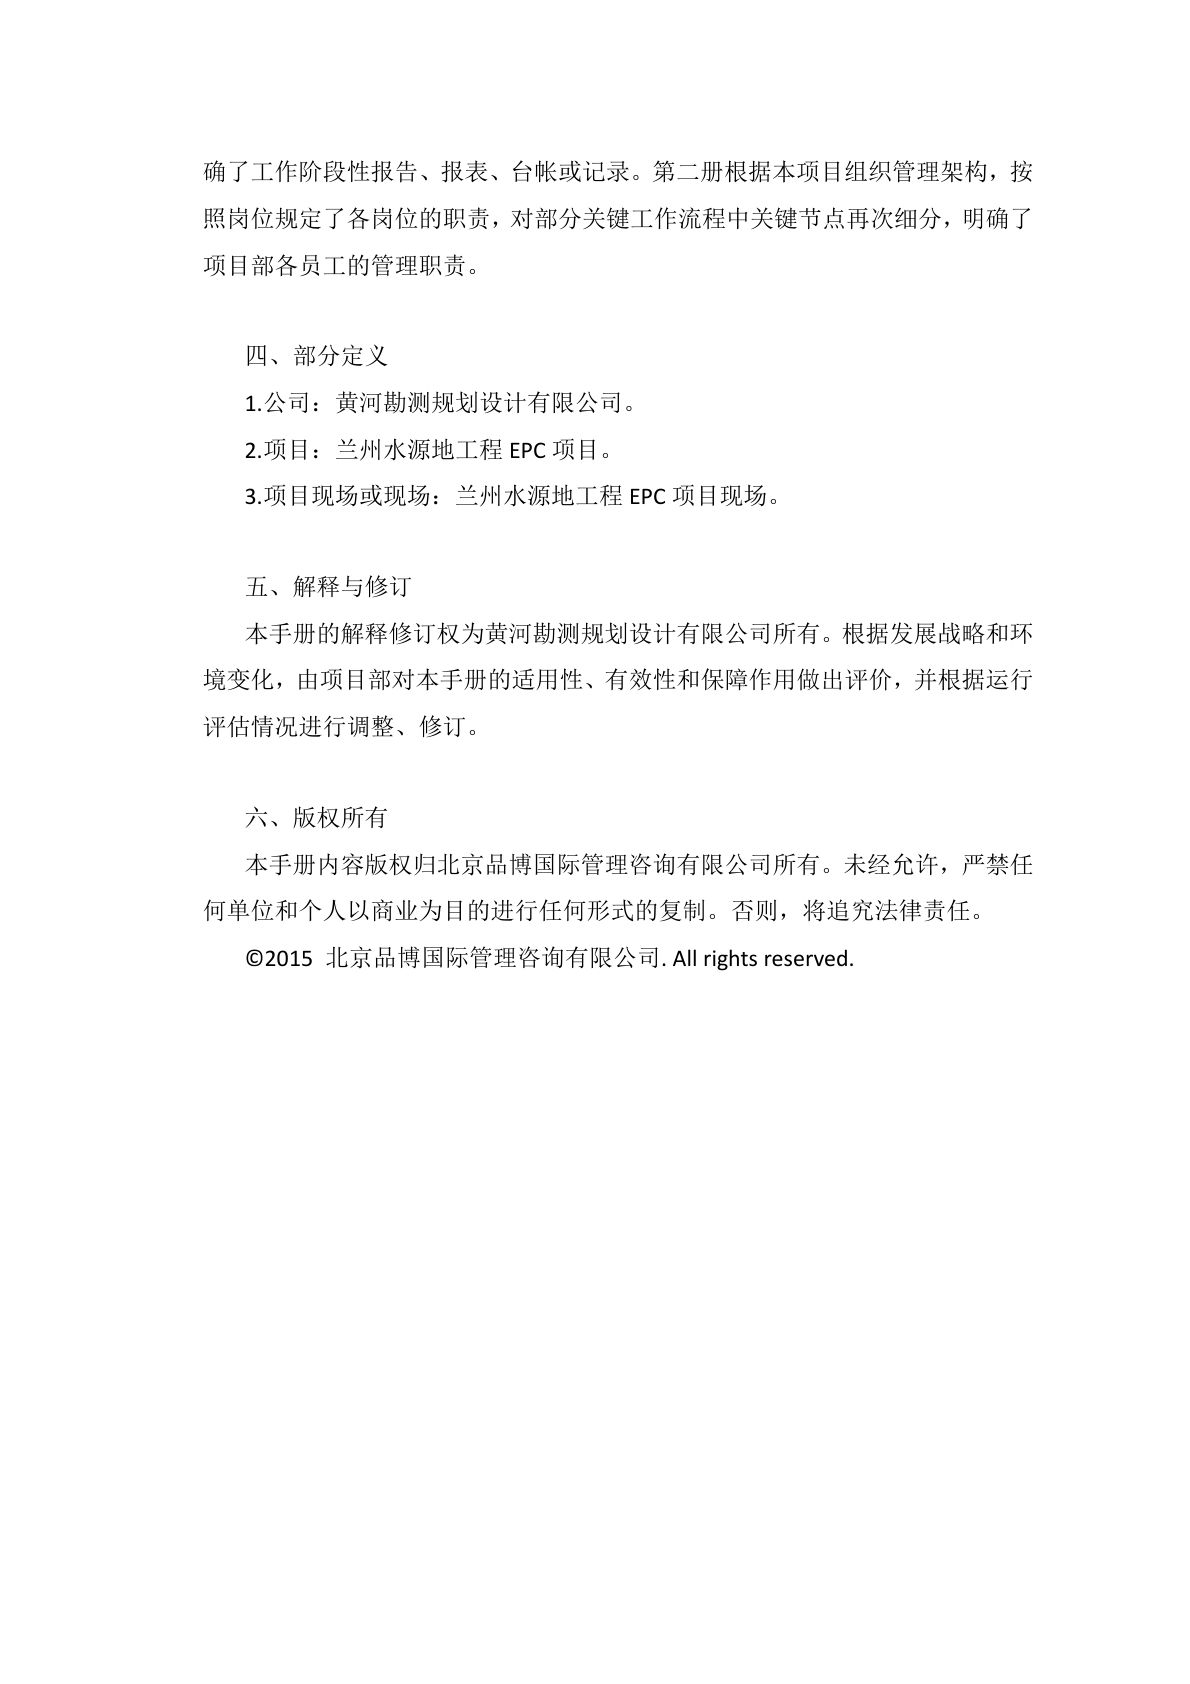 确了工作阶段性报告、报表、台帐或记录。第二册根据本项目组织管理架构，按
照岗位规定了各岗位的职责，对部分关键工作流程中关键节点再次细分，明确了
项目部各员工的管理职责。
四、部分定义
1.公司：黄河勘测规划设计有限公司。
2.项目：兰州水源地工程 EPC 项目。
3.项目现场或现场：兰州水源地工程 EPC 项目现场。
五、解释与修订
本手册的解释修订权为黄河勘测规划设计有限公司所有。根据发展战略和环
境变化，由项目部对本手册的适用性、有效性和保障作用做出评价，并根据运行
评估情况进行调整、修订。
六、版权所有
本手册内容版权归北京品博国际管理咨询有限公司所有。未经允许，严禁任
何单位和个人以商业为目的进行任何形式的复制。否则，将追究法律责任。
©2015 北京品博国际管理咨询有限公司. All rights reserved.